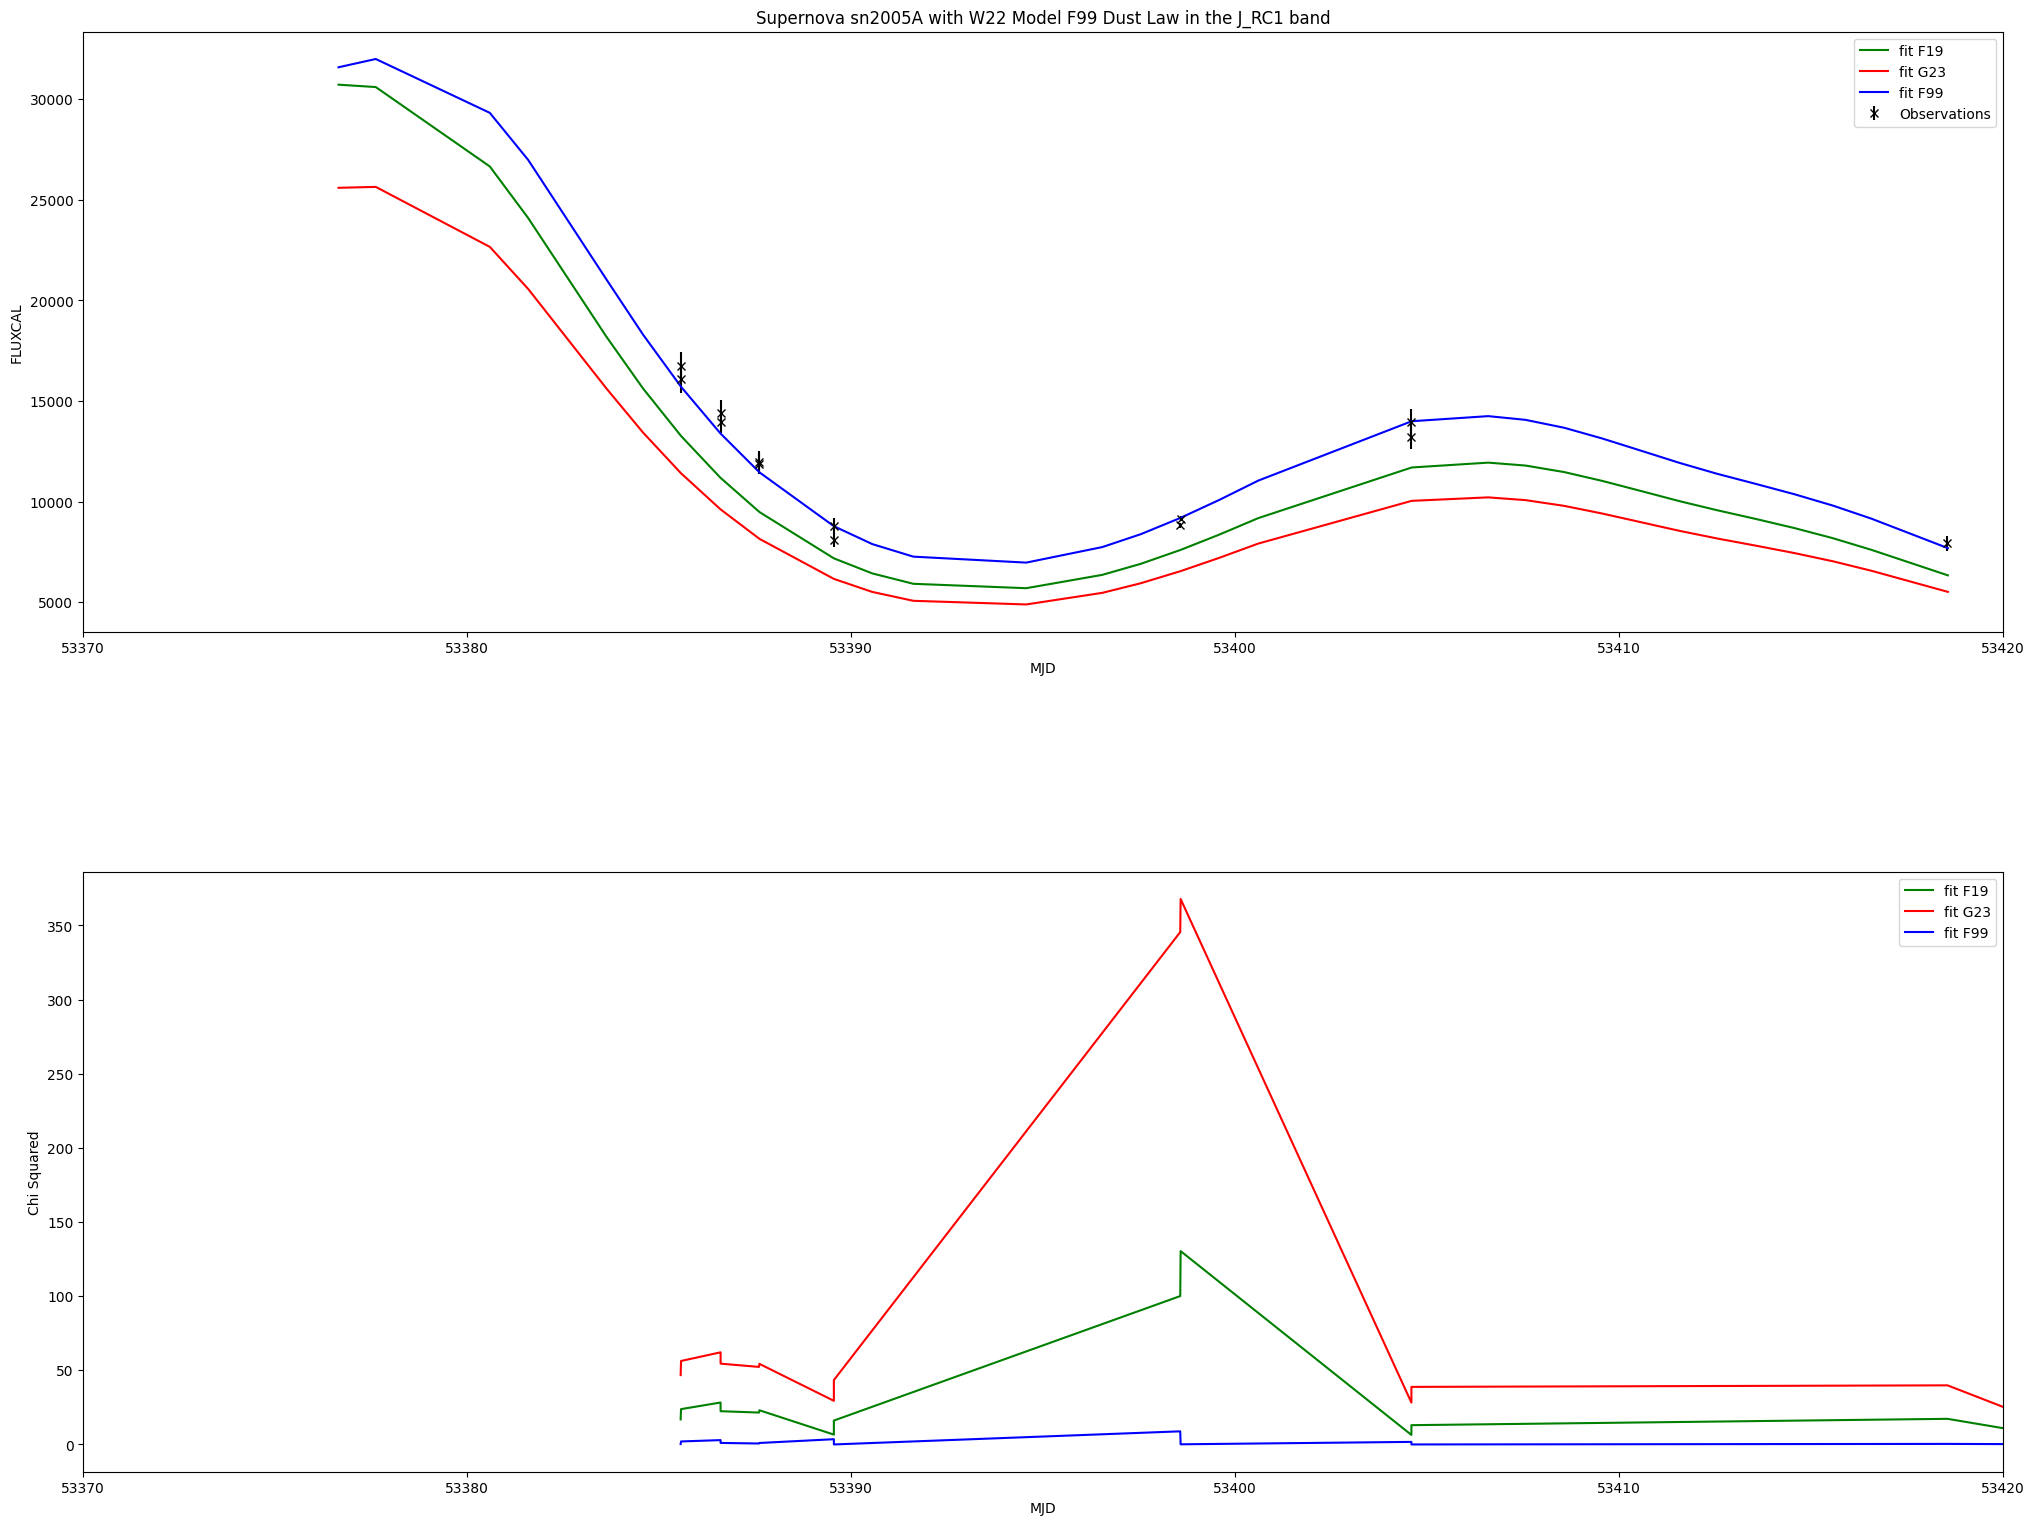 Supernova sn2005A with W22 Model F99 Dust Law in the J_RC1 band
fit F19
fit G23
fit F99
Observations
30000
25000
20000
15000
10000
5000
FLUXCAL
53370
53380
53390
53400
53410
53420
MJD
fit F19
fit G23
fit F99
350
300
250
200
150
100
50
0
Chi Squared
53370
53380
53390
53400
53410
53420
MJD